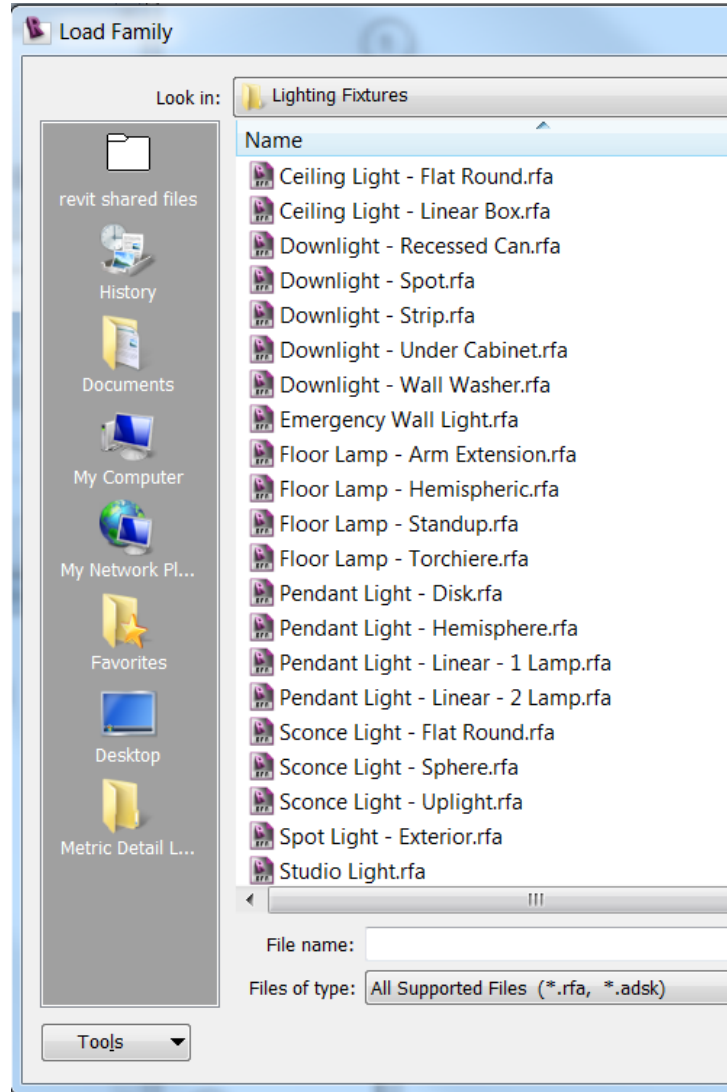 Load Family
Look in:
Lighting Fixtures
revit shared files
History
Documents
My Computer
My Network Pl...
Favorites
Desktop
Metric Detail L...
Name
Ceiling Light - Flat Round.rfa
Ceiling Light - Linear Box.rfa
Downlight - Recessed Can.rfa
Downlight - Spot.rfa
Downlight - Strip.rfa
Downlight - Under Cabinet.rfa
Downlight - Wall Washer.rfa
Emergency Wall Light.rfa
Floor Lamp - Arm Extension.rfa
Floor Lamp - Hemispheric.rfa
Floor Lamp - Standup.rfa
Floor Lamp - Torchiere.rfa
Pendant Light - Disk.rfa
Pendant Light - Hemisphere.rfa
Pendant Light - Linear - 1 Lamp.rfa
Pendant Light - Linear - 2 Lamp.rfa
Sconce Light - Flat Round.rfa
Sconce Light - Sphere.rfa
Sconce Light - Uplight.rfa
Spot Light - Exterior.rfa
Studio Light.rfa
File name:
Files of type:
All Supported Files (*.rfa, *.adsk)
Tools